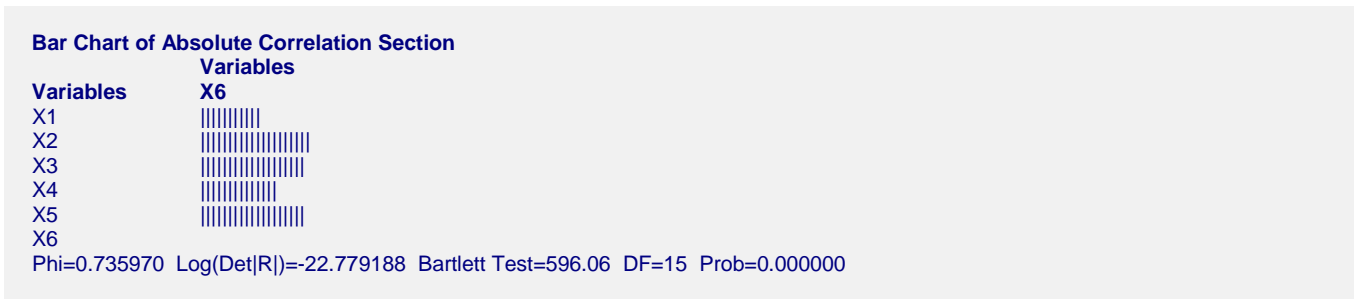 Bar Chart of Absolute Correlation Section
Variables
Variables X6
X1 |||||||||||
X2 ||||||||||||||||||||
X3 |||||||||||||||||||
X4 ||||||||||||||
X5 |||||||||||||||||||
X6
Phi=0.735970 Log(Det|R|)=-22.779188 Bartlett Test=596.06 DF=15 Prob=0.000000